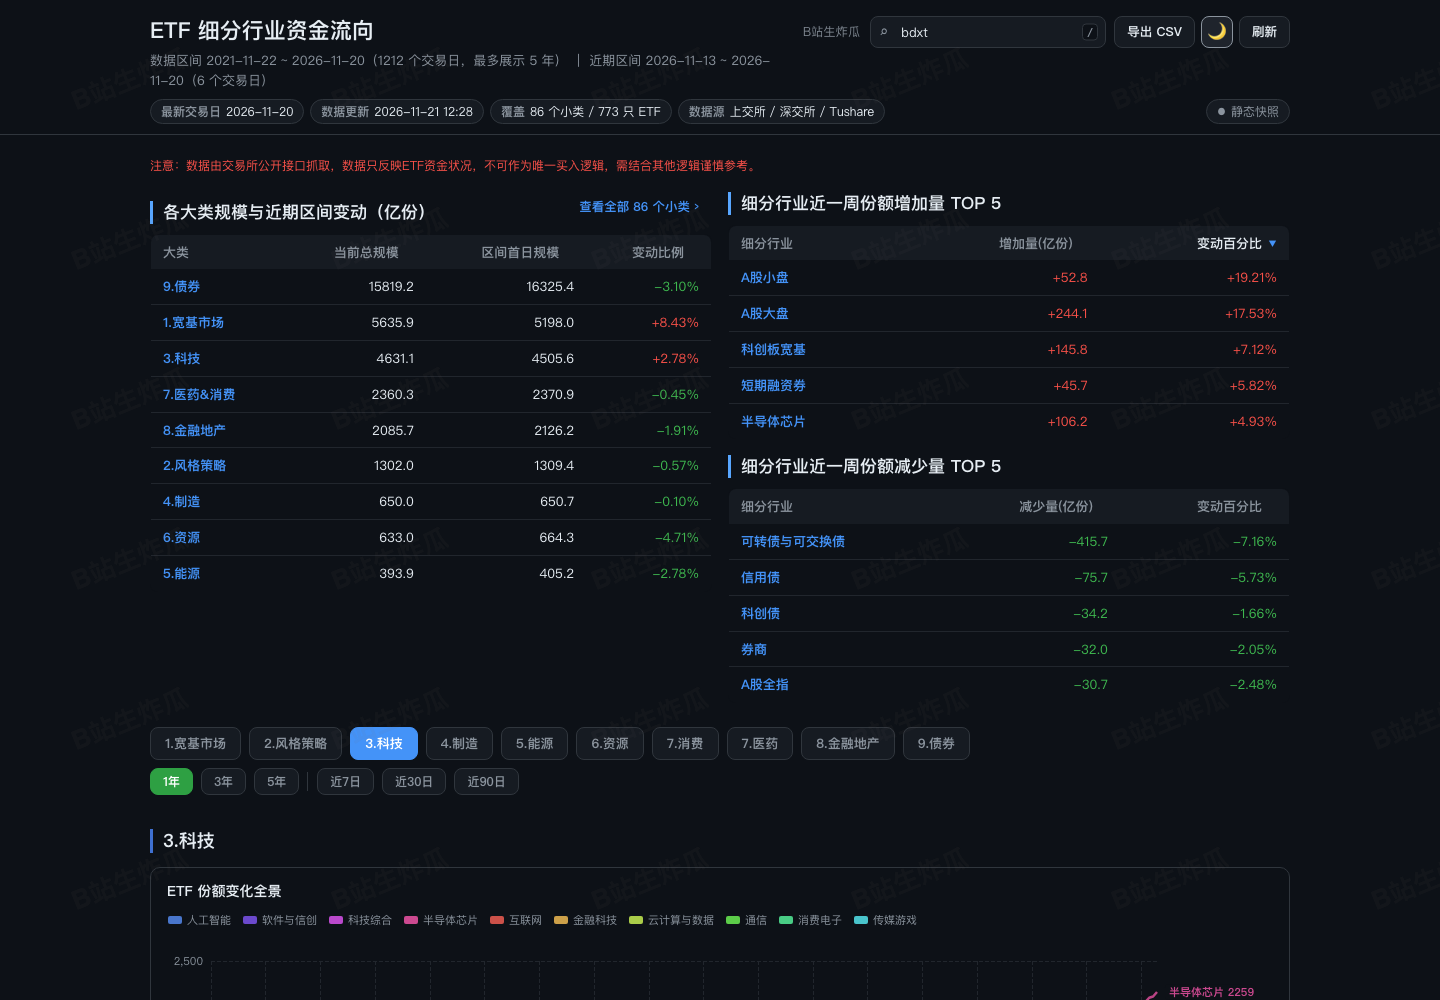 ETF 细分行业资金流向
B站生炸瓜
bdxt
/
导出 CSV
刷新
数据区间 2021-11-22 ~ 2026-11-20（1212 个交易日，最多展示 5 年） | 近期区间 2026-11-13 ~ 2026-
11-20（6 个交易日）
最新交易日 2026-11-20
数据更新 2026-11-21 12:28
覆盖 86 个小类 / 773 只 ETF
数据源 上交所 / 深交所 / Tushare
静态快照
注意：数据由交易所公开接口抓取，数据只反映ETF资金状况，不可作为唯一买入逻辑，需结合其他逻辑谨慎参考。
各大类规模与近期区间变动（亿份）
查看全部 86 个小类 ›
大类 当前总规模 区间首日规模 变动比例
9.债券 15819.2 16325.4 -3.10%
1.宽基市场 5635.9 5198.0 +8.43%
3.科技 4631.1 4505.6 +2.78%
7.医药&消费 2360.3 2370.9 -0.45%
8.金融地产 2085.7 2126.2 -1.91%
2.风格策略 1302.0 1309.4 -0.57%
4.制造 650.0 650.7 -0.10%
6.资源 633.0 664.3 -4.71%
5.能源 393.9 405.2 -2.78%
细分行业近一周份额增加量 TOP 5
细分行业 增加量(亿份) 变动百分比 ▼
A股小盘 +52.8 +19.21%
A股大盘 +244.1 +17.53%
科创板宽基 +145.8 +7.12%
短期融资券 +45.7 +5.82%
半导体芯片 +106.2 +4.93%
细分行业近一周份额减少量 TOP 5
细分行业 减少量(亿份) 变动百分比
可转债与可交换债 -415.7 -7.16%
信用债 -75.7 -5.73%
科创债 -34.2 -1.66%
券商 -32.0 -2.05%
A股全指 -30.7 -2.48%
1.宽基市场 2.风格策略 3.科技 4.制造 5.能源 6.资源 7.消费 7.医药 8.金融地产 9.债券
1年 3年 5年 近7日 近30日 近90日
3.科技
ETF 份额变化全景
人工智能 软件与信创 科技综合 半导体芯片 互联网 金融科技 云计算与数据 通信 消费电子 传媒游戏
2,500
半导体芯片 2259